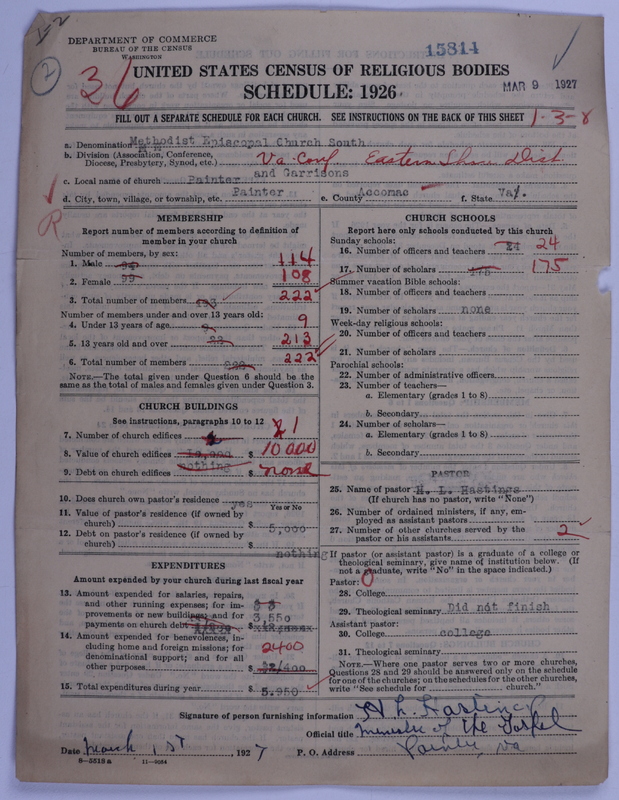 1-2
2
36
DEPARTMENT OF COMMERCE
BUREAU OF THE CENSUS
WASHINGTON
15814
UNITED STATES CENSUS OF RELIGIOUS BODIES
SCHEDULE: 1926
MAR 9 1927
FILL OUT A SEPARATE SCHEDULE FOR EACH CHURCH. SEE INSTRUCTIONS ON THE BACK OF THIS SHEET
1-3-8
a. Denomination Methodist Episcopal Church South
b. Division (Association, Conference, Diocese, Presbytery, Synod, etc.) Va. Conf. Eastern Shore Dist
and Garrisons
c. Local name of church Painter
d. City, town, village, or township, etc. Painter e. County Accomac f. State Va.
R
MEMBERSHIP
Report number of members according to definition of
member in your church
Number of members, by sex:
1. Male 114
2. Female 99 108
3. Total number of members 222
Number of members under and over 13 years old:
4. Under 13 years of age 9
5. 13 years old and over 213
6. Total number of members 222
NOTE.—The total given under Question 6 should be the
same as the total of males and females given under Question 3.
CHURCH BUILDINGS
See instructions, paragraphs 10 to 12
7. Number of church edifices 1
8. Value of church edifices 10,000 $ 10000
9. Debt on church edifices nothing $ none
10. Does church own pastor's residence yes
Yes or No
11. Value of pastor's residence (if owned by
church) $ 5,000
12. Debt on pastor's residence (if owned by
church) $ nothing
EXPENDITURES
Amount expended by your church during last fiscal year
13. Amount expended for salaries, repairs,
and other running expenses; for im-
provements or new buildings; and for
payments on church debt $ 3,550
14. Amount expended for benevolences, in-
cluding home and foreign missions; for
denominational support; and for all
other purposes $ 2400
15. Total expenditures during year $ 5.950
CHURCH SCHOOLS
Report here only schools conducted by this church
Sunday schools:
16. Number of officers and teachers 24 24
17. Number of scholars 175 175
Summer vacation Bible schools:
18. Number of officers and teachers
19. Number of scholars none
Week-day religious schools:
20. Number of officers and teachers
21. Number of scholars
Parochial schools:
22. Number of administrative officers
23. Number of teachers—
a. Elementary (grades 1 to 8)
b. Secondary
24. Number of scholars—
a. Elementary (grades 1 to 8)
b. Secondary
PASTOR
25. Name of pastor H. L. Hastings
(If church has no pastor, write "None")
26. Number of ordained ministers, if any, em-
ployed as assistant pastors
27. Number of other churches served by the
pastor or his assistants 2
If pastor (or assistant pastor) is a graduate of a college or
theological seminary, give name of institution below. (If
not a graduate, write "No" in the space indicated.)
Pastor: 0
28. College
29. Theological seminary Did not finish
Assistant pastor:
30. College college
31. Theological seminary
NOTE.—Where one pastor serves two or more churches,
Questions 28 and 29 should be answered only on the schedule
for one of the churches; on the schedules for the other churches,
write "See schedule for church."
Signature of person furnishing information H L Hastings
Official title Minister of the Gospel
Date March 1st 1927 P. O. Address Painter, Va
8-5518a 11-9084